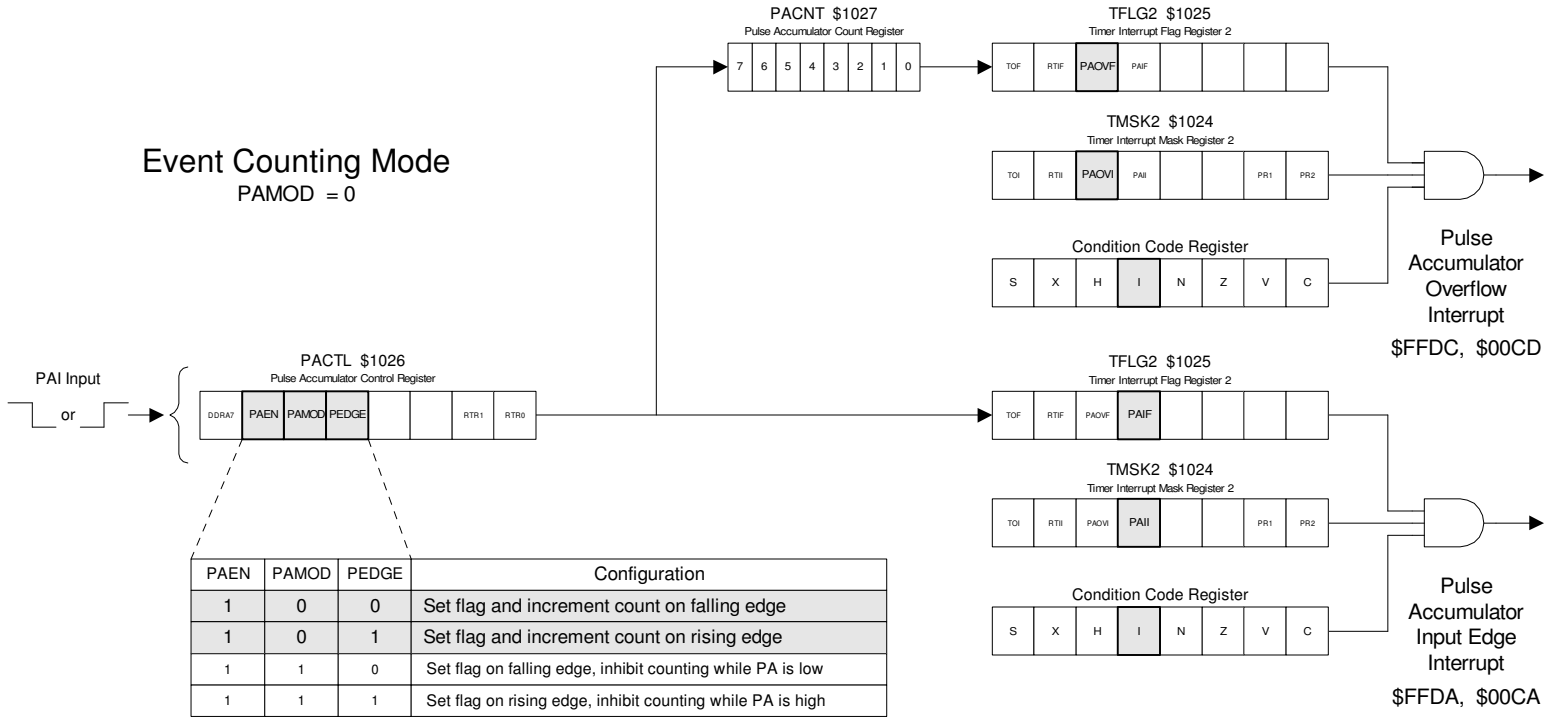 PACNT $1027
Pulse Accumulator Count Register
7 6 5 4 3 2 1 0
TFLG2 $1025
Timer Interrupt Flag Register 2
TOF RTIF PAOVF PAIF
TMSK2 $1024
Timer Interrupt Mask Register 2
TOI RTII PAOVI PAII PR1 PR2
Event Counting Mode
PAMOD = 0
Condition Code Register
S X H I N Z V C
Pulse
Accumulator
Overflow
Interrupt
$FFDC, $00CD
PAI Input
or
PACTL $1026
Pulse Accumulator Control Register
DDRA7 PAEN PAMOD PEDGE RTR1 RTR0
TFLG2 $1025
Timer Interrupt Flag Register 2
TOF RTIF PAOVF PAIF
TMSK2 $1024
Timer Interrupt Mask Register 2
TOI RTII PAOVI PAII PR1 PR2
Condition Code Register
S X H I N Z V C
Pulse
Accumulator
Input Edge
Interrupt
$FFDA, $00CA
PAEN PAMOD PEDGE Configuration
1 0 0 Set flag and increment count on falling edge
1 0 1 Set flag and increment count on rising edge
1 1 0 Set flag on falling edge, inhibit counting while PA is low
1 1 1 Set flag on rising edge, inhibit counting while PA is high